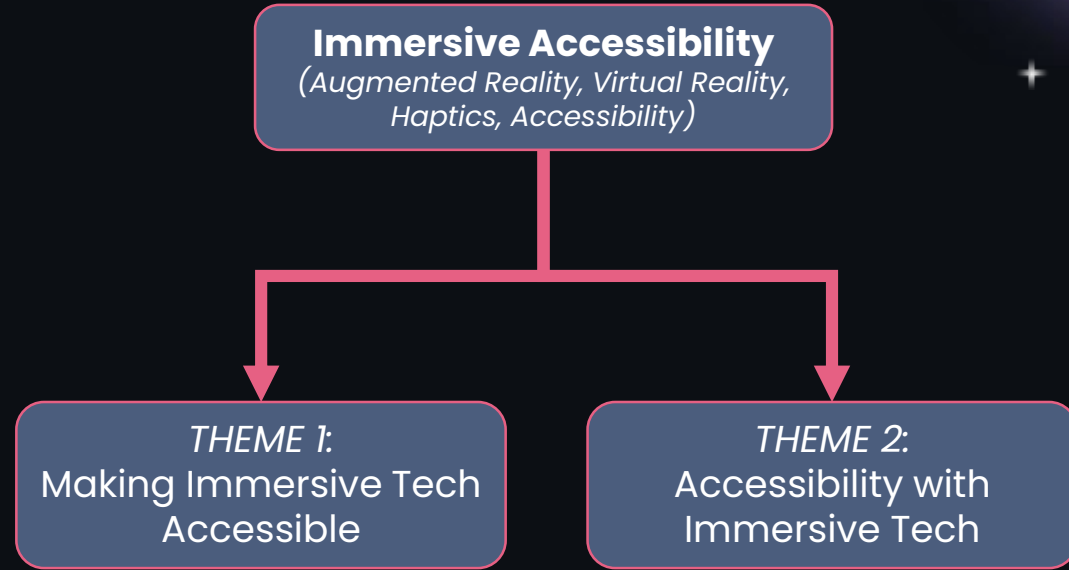 Immersive Accessibility
(Augmented Reality, Virtual Reality,
Haptics, Accessibility)
THEME 1:
Making Immersive Tech
Accessible
THEME 2:
Accessibility with
Immersive Tech